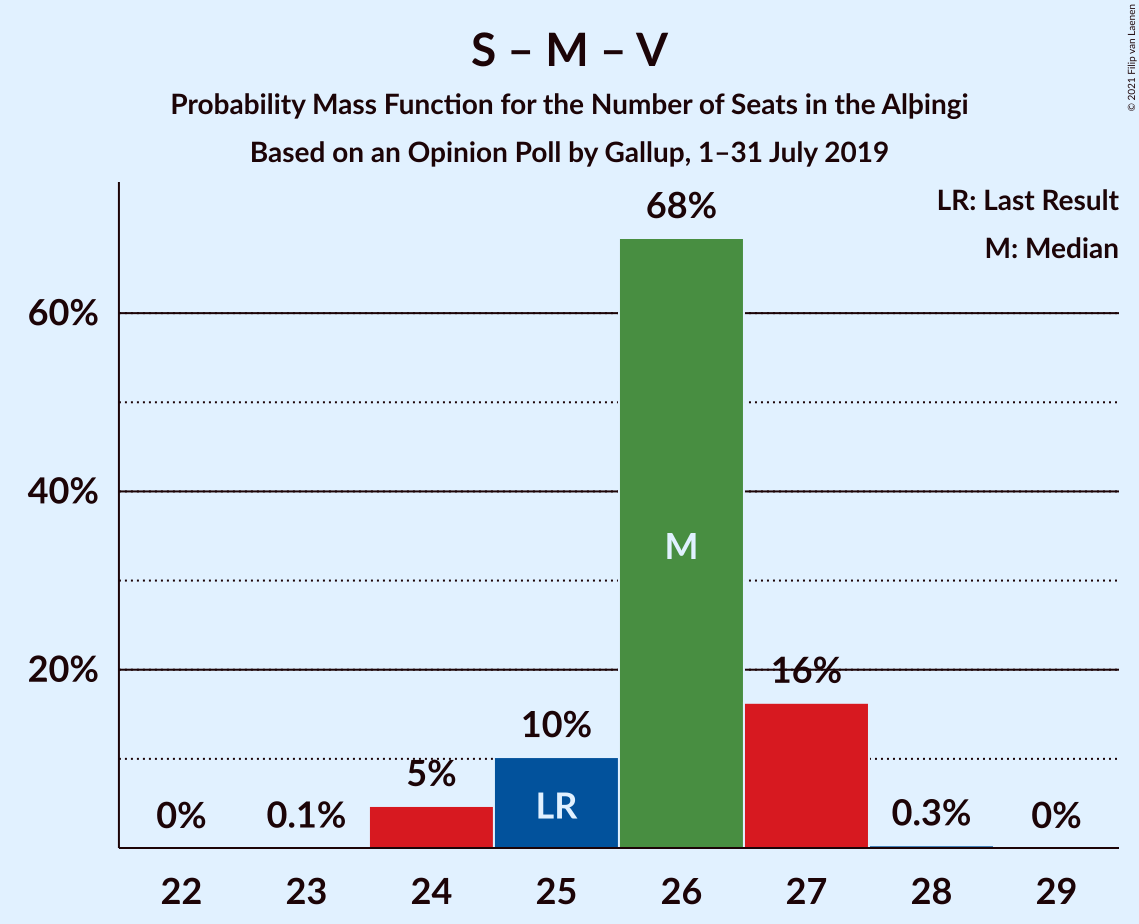 S – M – V
Probability Mass Function for the Number of Seats in the Alþingi
Based on an Opinion Poll by Gallup, 1–31 July 2019
© 2021 Filip van Laenen
LR: Last Result
M: Median
68%
60%
40%
M
20%
16%
10%
5%
LR
0%
0.1%
0.3%
0%
22 23 24 25 26 27 28 29